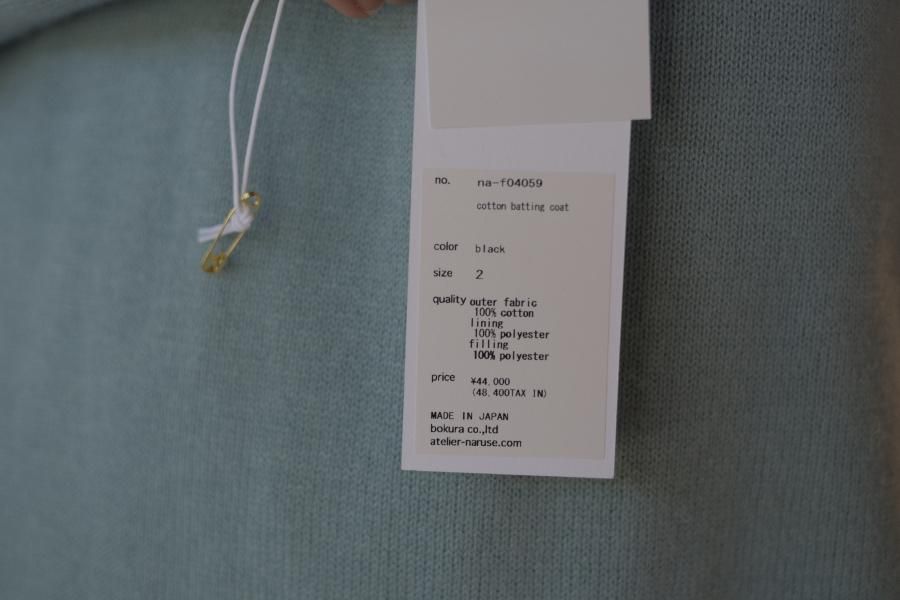 no. na-f04059
cotton batting coat
color black
size 2
quality outer fabric
100% cotton
lining
100% polyester
filling
100% polyester
price ¥44,000
(48,400TAX IN)
MADE IN JAPAN
bokura co.,ltd
atelier-naruse.com